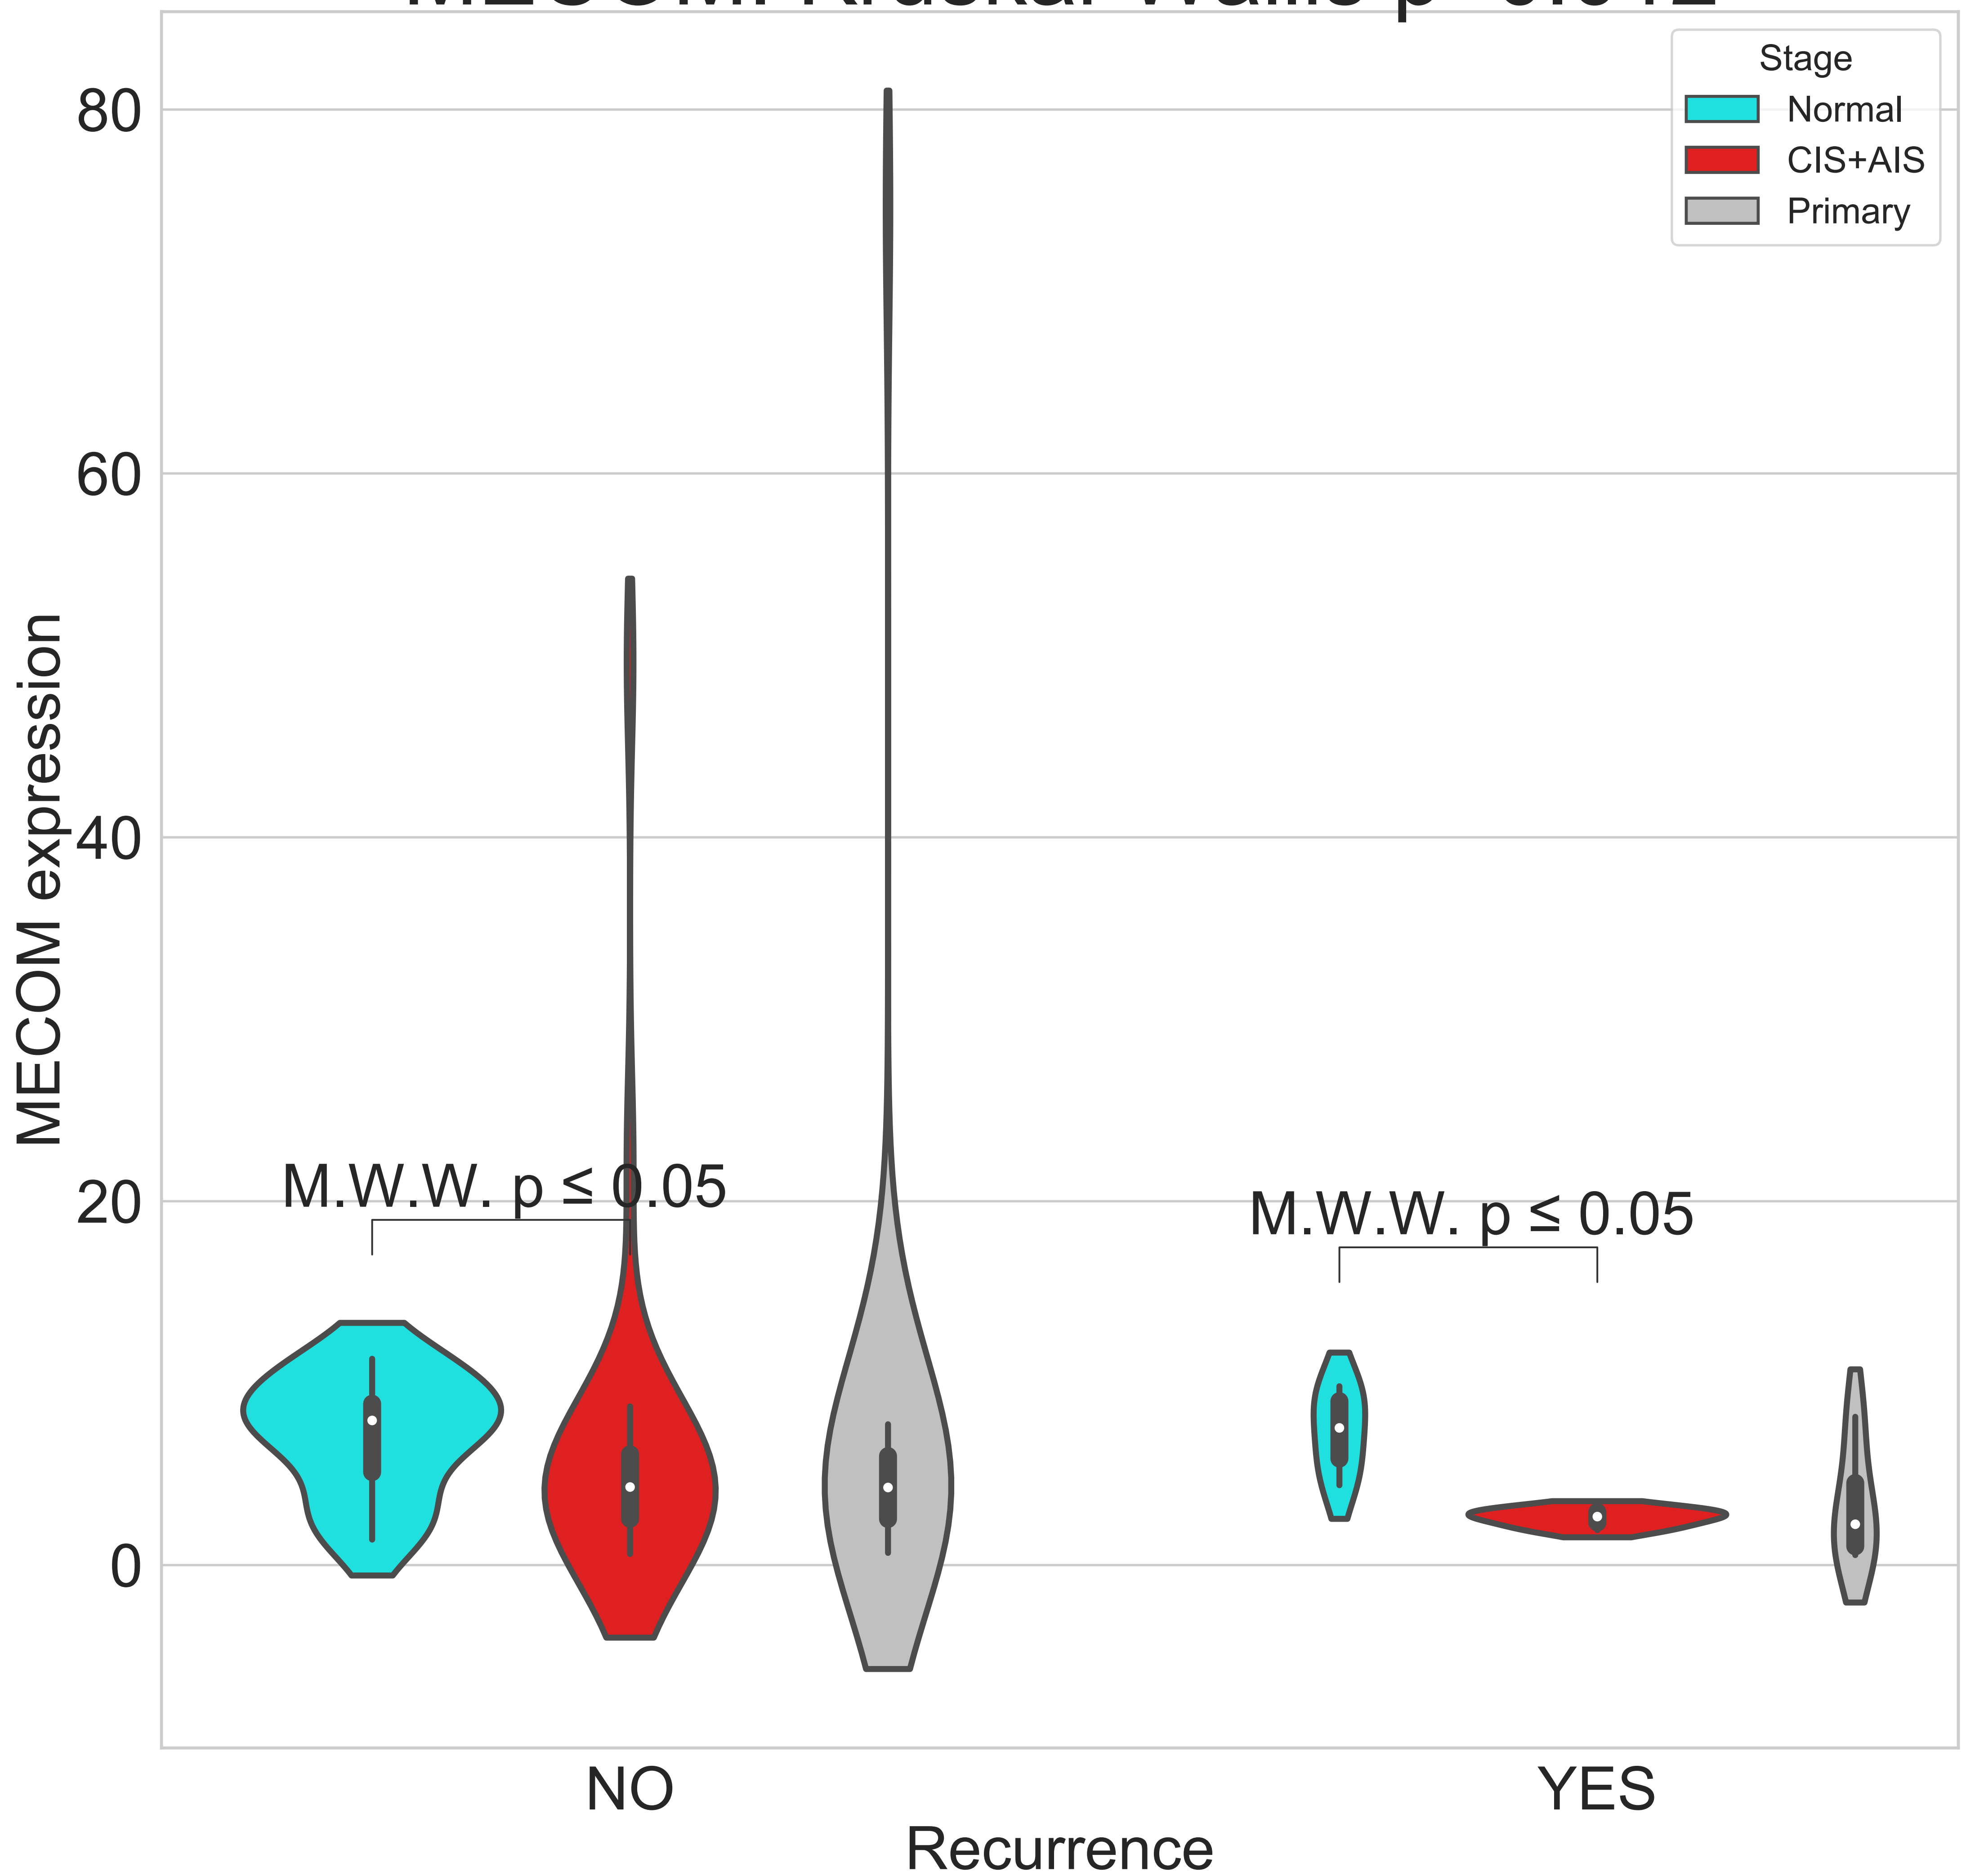 80
60
40
20
0
MECOM expression
Stage
Normal
CIS+AIS
Primary
M.W.W. p ≤ 0.05
M.W.W. p ≤ 0.05
NO
YES
Recurrence